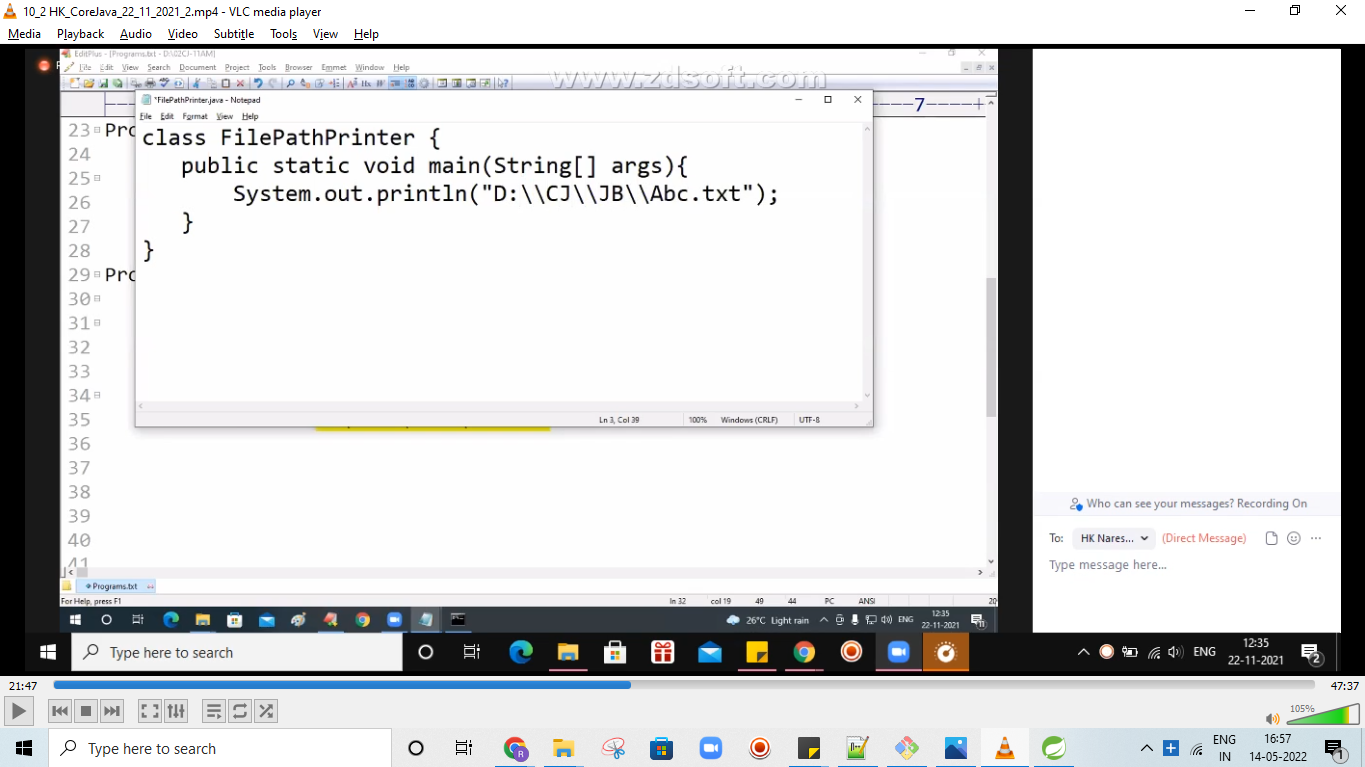 10_2 HK_CoreJava_22_11_2021_2.mp4 - VLC media player
Media Playback Audio Video Subtitle Tools View Help
EditPlus - [Programs.txt - D:\02CJ-11AM]
File Edit View Search Document Project Tools Browser Emmet Window Help
www.zdsoft.com
*FilePathPrinter.java - Notepad
File Edit Format View Help
class FilePathPrinter {
public static void main(String[] args){
System.out.println("D:\\CJ\\JB\\Abc.txt");
}
}
Ln 3, Col 39 100% Windows (CRLF) UTF-8
7
23 Pro
24
25
26
27
28
29 Pro
30
31
32
33
34
35
36
37
38
39
40
41
Programs.txt
For Help, press F1 ln 32 col 19 49 44 PC ANSI 20
26°C Light rain ENG 12:35
22-11-2021
Who can see your messages? Recording On
To: HK Nares... (Direct Message)
Type message here...
Type here to search ENG 12:35
22-11-2021 2
21:47 47:37
105%
Type here to search ENG IN 16:57
14-05-2022 1